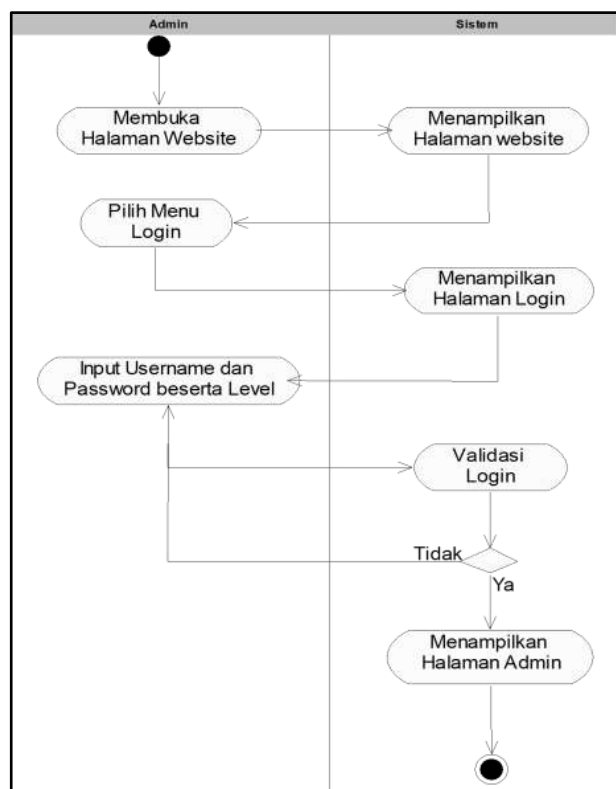 Admin
Sistem
Membuka
Halaman Website
Menampilkan
Halaman website
Pilih Menu
Login
Menampilkan
Halaman Login
Input Username dan
Password beserta Level
Validasi
Login
Tidak
Ya
Menampilkan
Halaman Admin